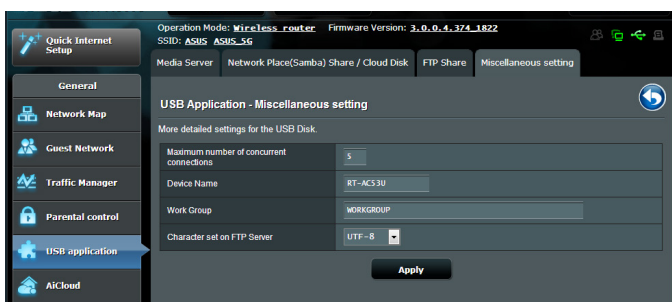 Quick Internet
Setup
General
Network Map
Guest Network
Traffic Manager
Parental control
USB application
AiCloud
Operation Mode: Wireless router Firmware Version: 3.0.0.4.374_1822
SSID: ASUS ASUS_5G
Media Server Network Place(Samba) Share / Cloud Disk FTP Share Miscellaneous setting
USB Application - Miscellaneous
setting
More detailed settings for the USB Disk.
Maximum number of concurrent
connections
5
Device Name RT-AC53U
Work Group WORKGROUP
Character set on FTP Server UTF-8
Apply